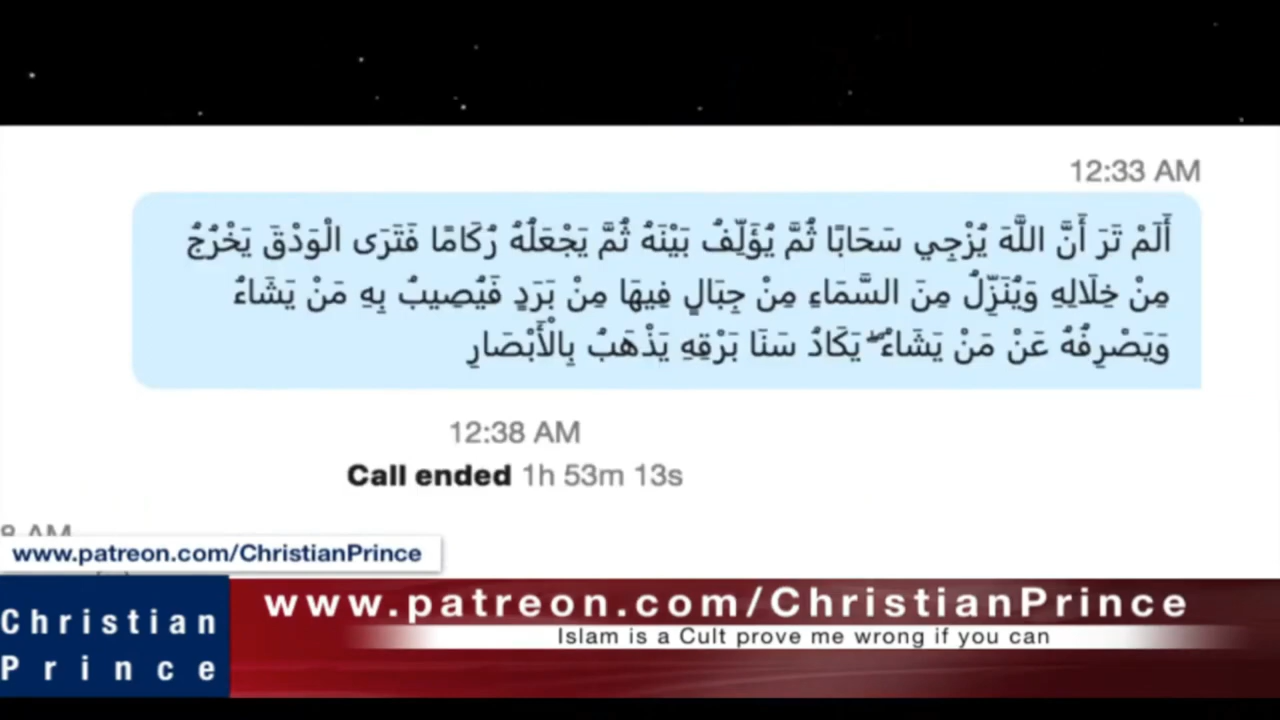 12:33 AM
أَلَمْ تَرَ أَنَّ اللَّهَ يُزْجِي سَحَابًا ثُمَّ يُؤَلِّفُ بَيْنَهُ ثُمَّ يَجْعَلُهُ رُكَامًا فَتَرَى الْوَدْقَ يَخْرُجُ
مِنْ خِلَالِهِ وَيُنَزِّلُ مِنَ السَّمَاءِ مِنْ جِبَالٍ فِيهَا مِنْ بَرَدٍ فَيُصِيبُ بِهِ مَنْ يَشَاءُ
وَيَصْرِفُهُ عَنْ مَنْ يَشَاءُ ۖ يَكَادُ سَنَا بَرْقِهِ يَذْهَبُ بِالْأَبْصَارِ
12:38 AM
Call ended 1h 53m 13s
www.patreon.com/ChristianPrince
Christian
Prince
www.patreon.com/ChristianPrince
Islam is a Cult prove me wrong if you can